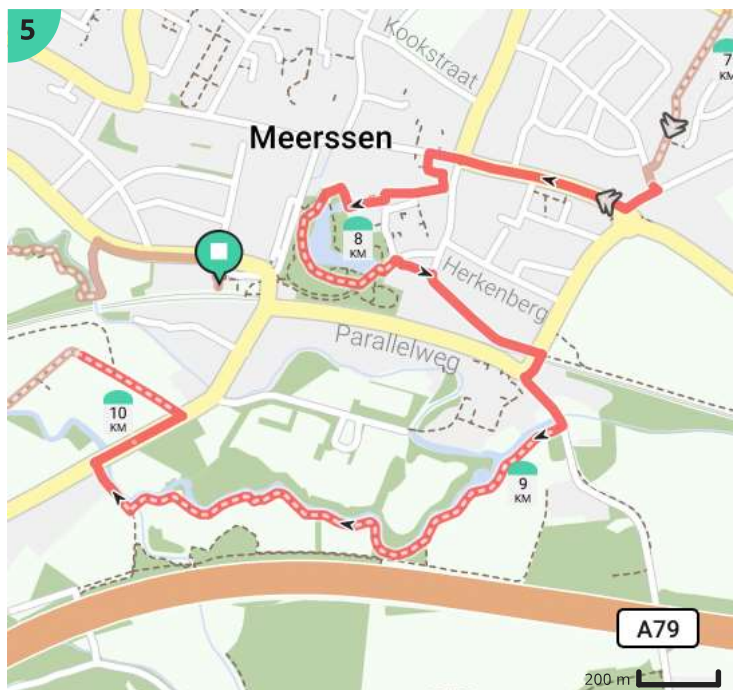 5
Kookstraat
7
KM
Meerssen
8
KM
Herkenberg
Parallelweg
10
KM
9
KM
A79
200 m